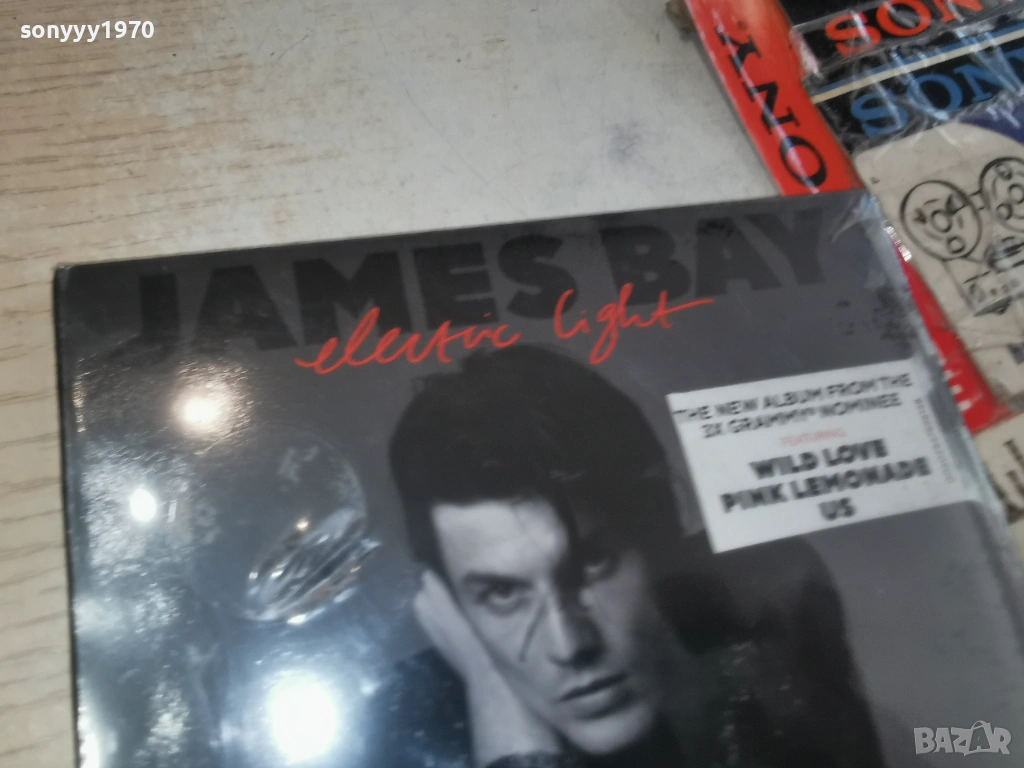 sonyyy1970
SONY
SONY
JAMES BAY
electric light
THE NEW ALBUM FROM THE
3X GRAMMY® NOMINEE
FEATURING
WILD LOVE
PINK LEMONADE
US
BAZAR